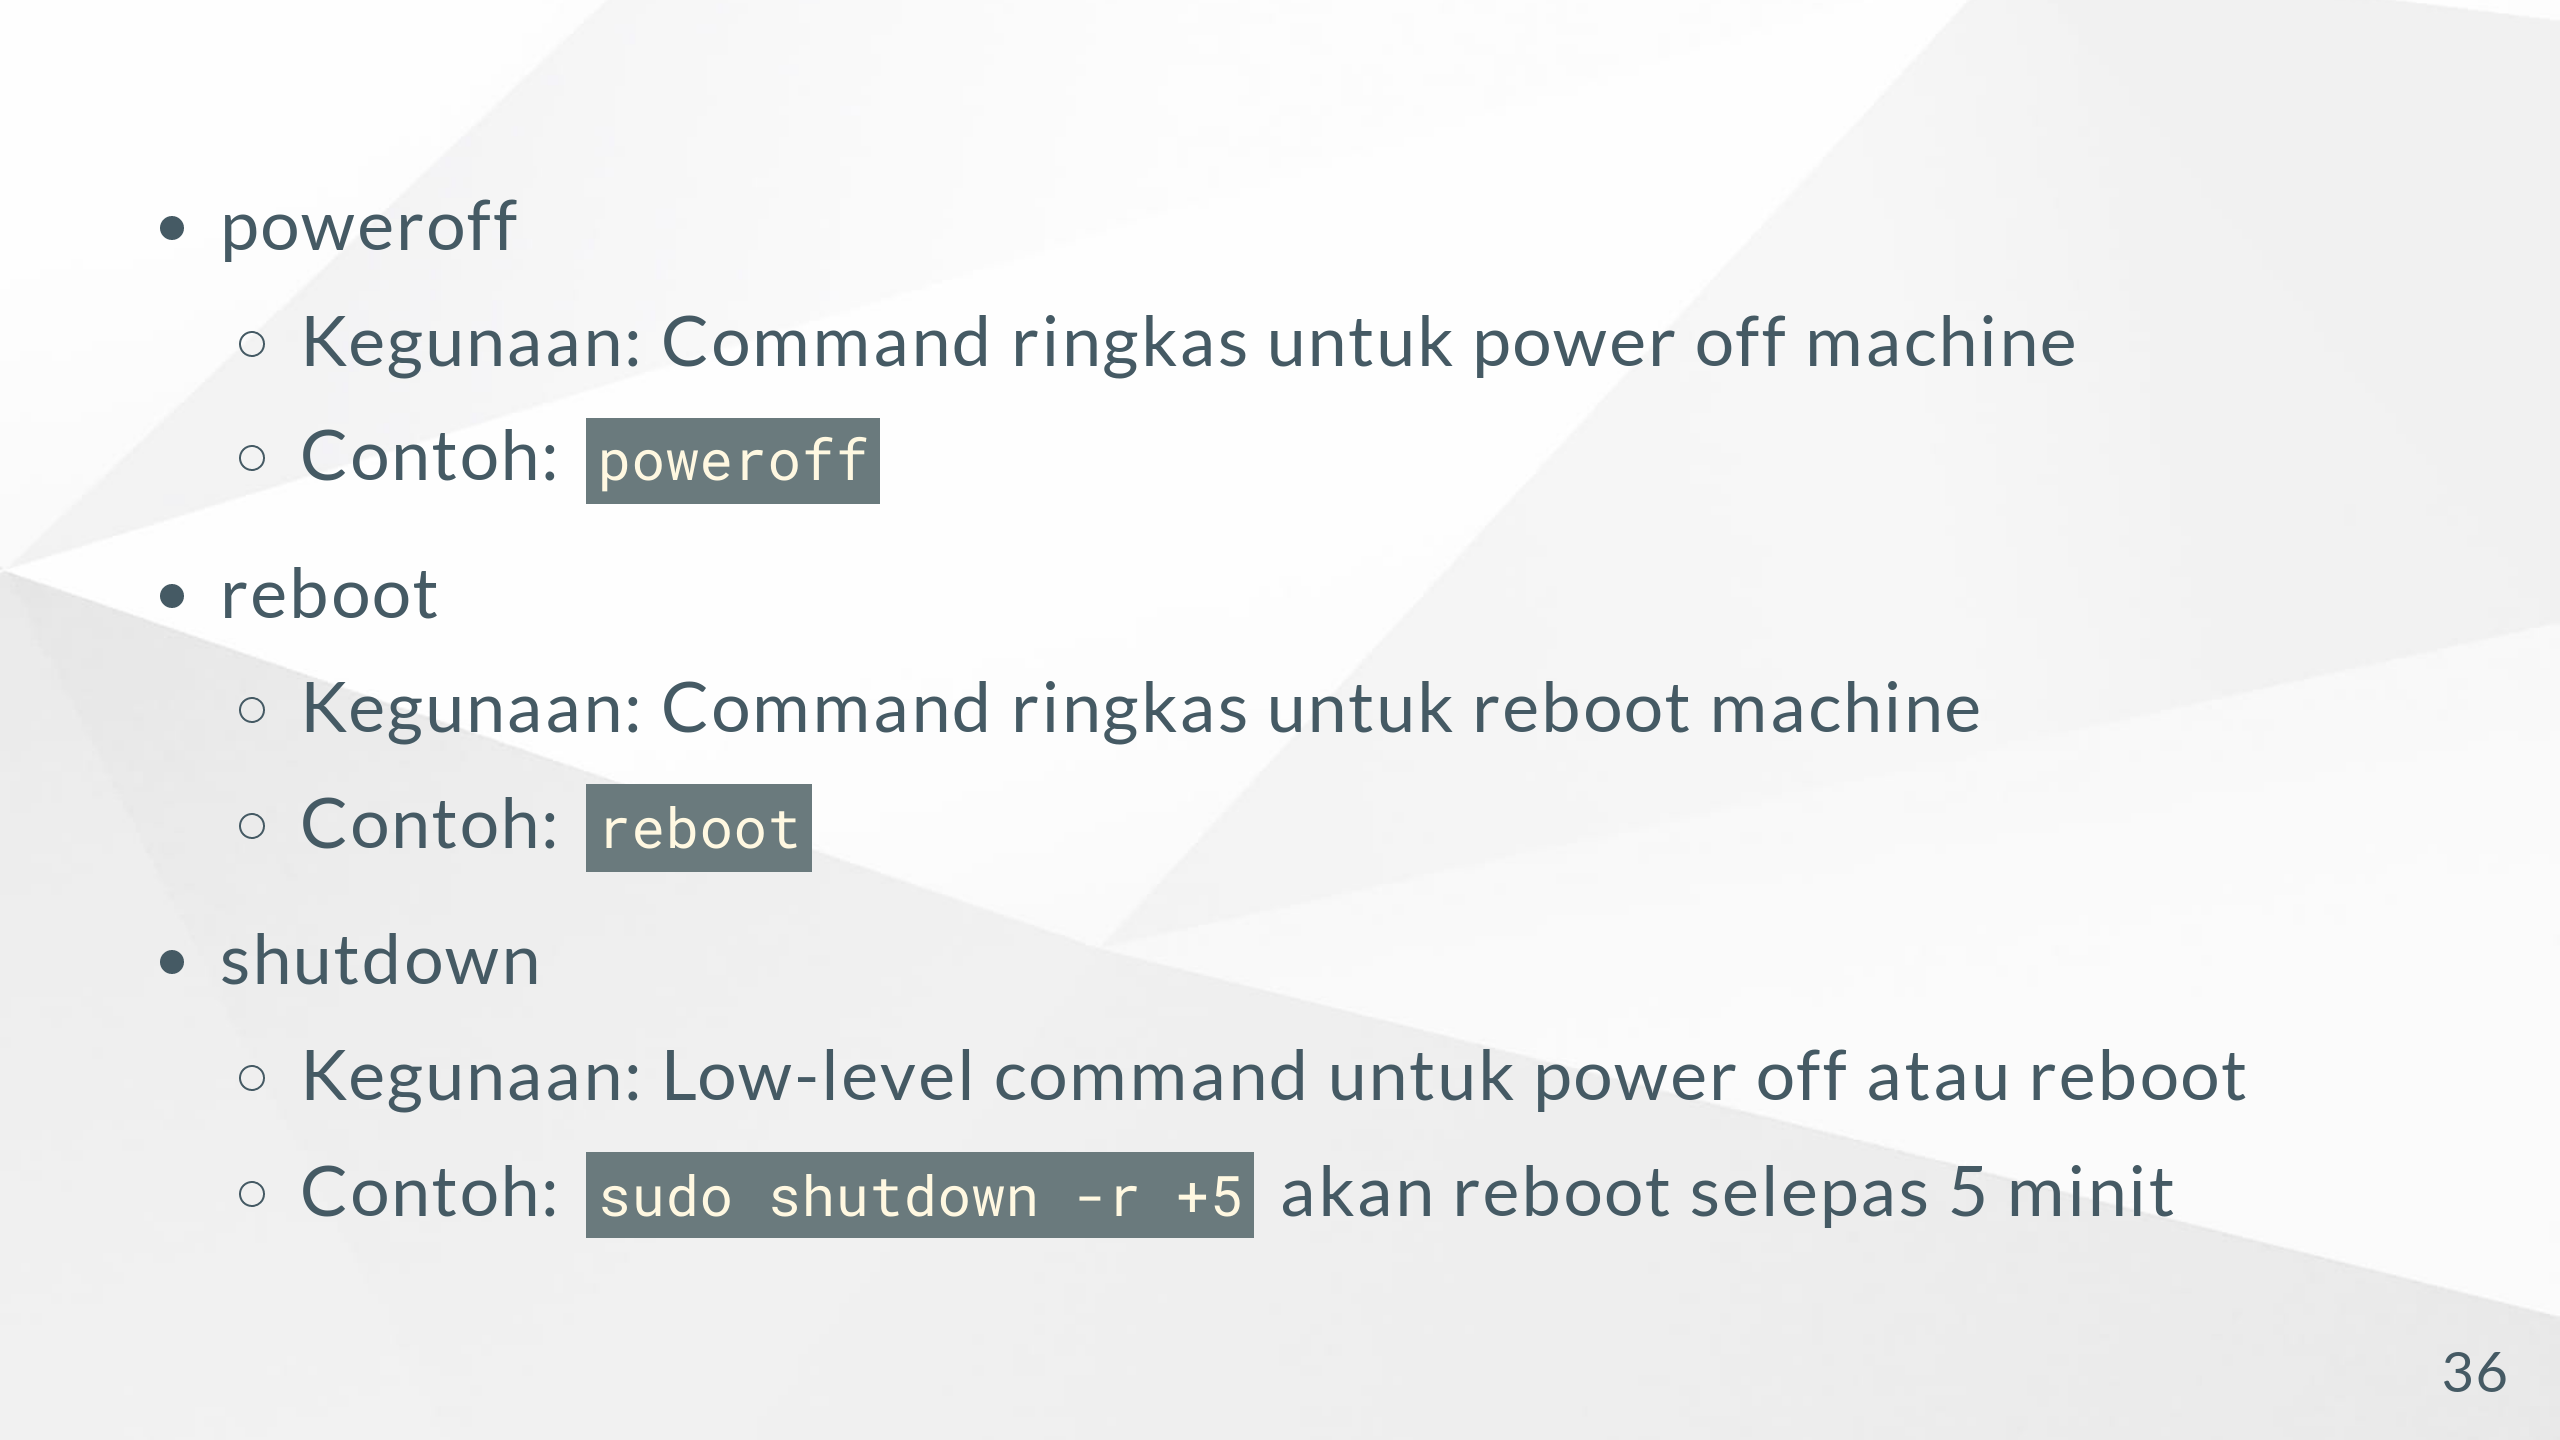 • poweroff
○ Kegunaan: Command ringkas untuk power off machine
○ Contoh: poweroff
• reboot
○ Kegunaan: Command ringkas untuk reboot machine
○ Contoh: reboot
• shutdown
○ Kegunaan: Low-level command untuk power off atau reboot
○ Contoh: sudo shutdown -r +5 akan reboot selepas 5 minit
36